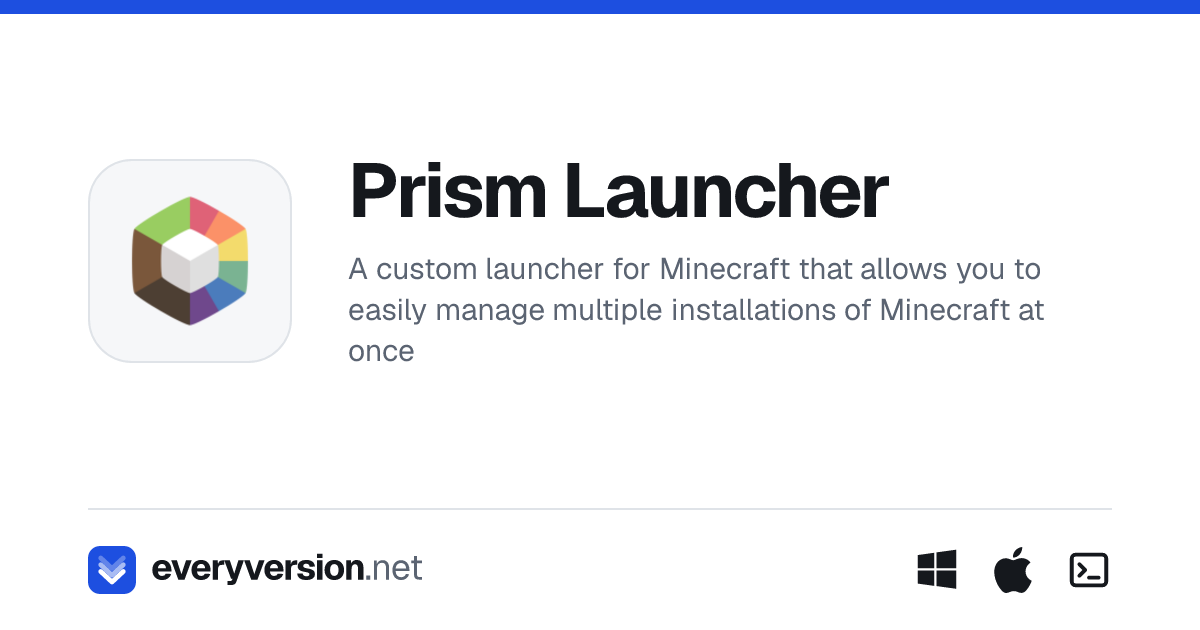 Prism Launcher
A custom launcher for Minecraft that allows you to
easily manage multiple installations of Minecraft at
once
everyversion.net